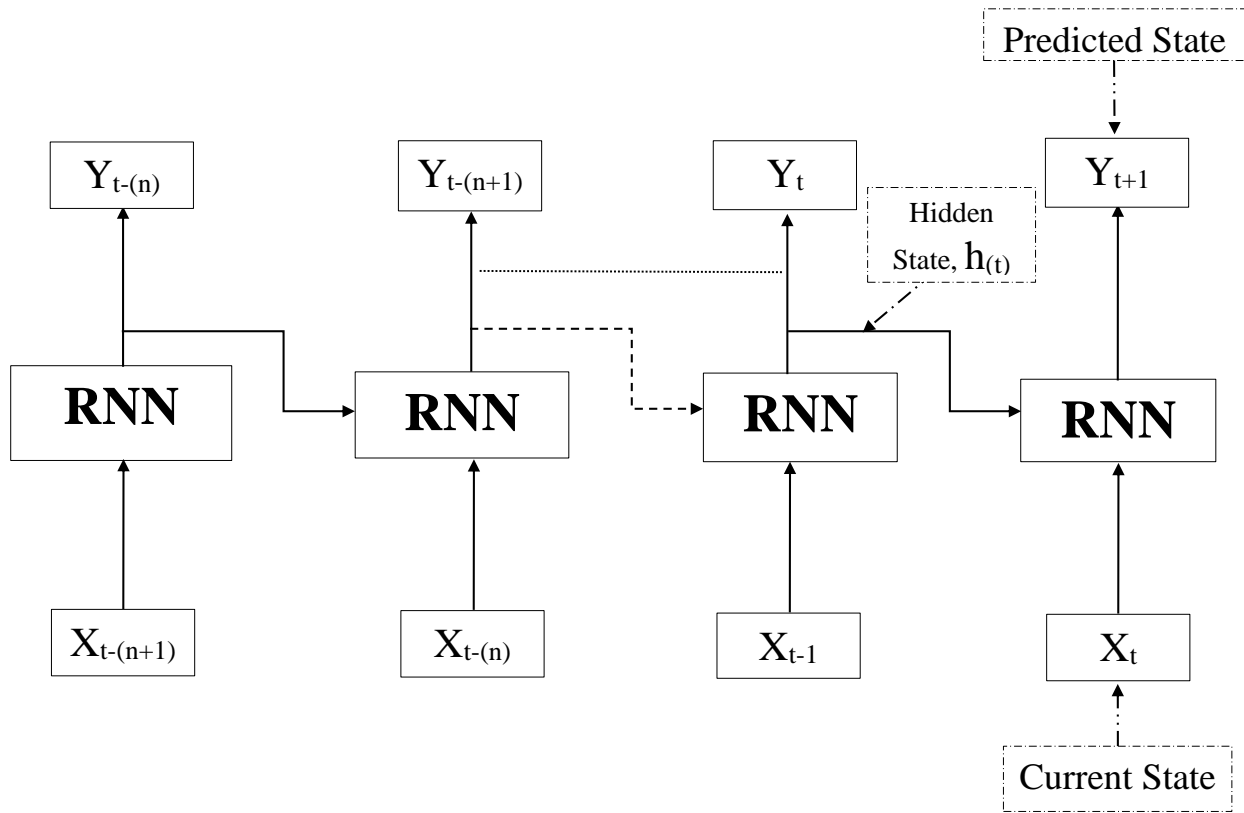 Predicted State
Y t-(n)
Y t-(n+1)
Y t
Y t+1
Hidden
State, h(t)
RNN
RNN
RNN
RNN
X t-(n+1)
X t-(n)
X t-1
X t
Current State